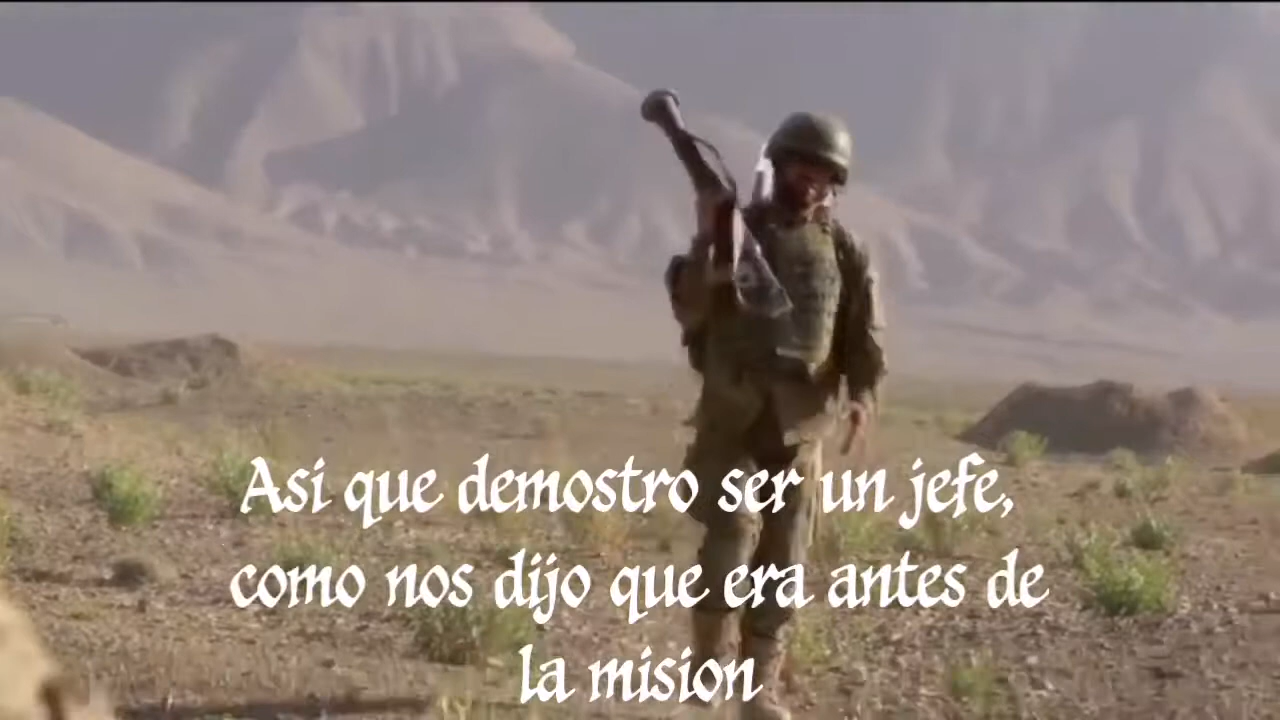 Asi que demostro ser un jefe,
como nos dijo que era antes de
la mision